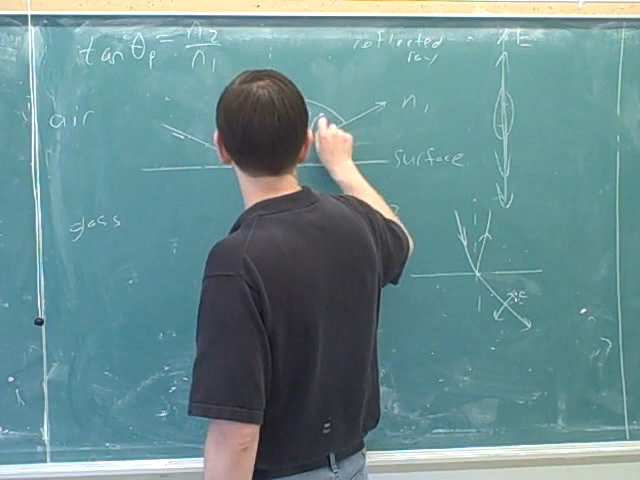 tan θp = n2/n1
reflected
ray
E
air
n1
surface
glass
E